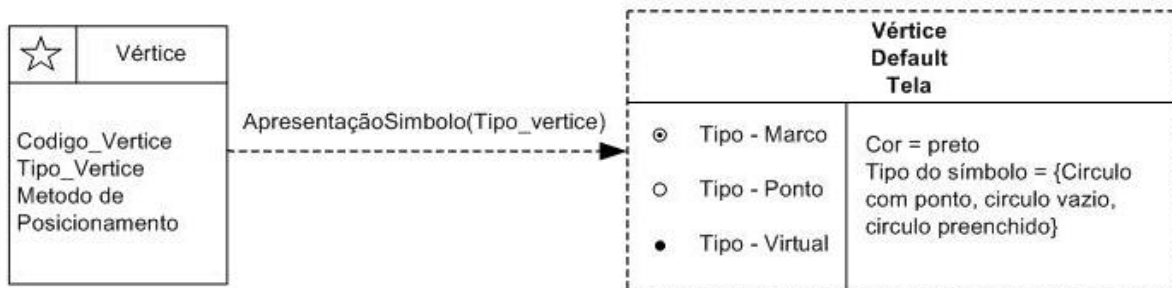 Vértice
Codigo_Vertice
Tipo_Vertice
Metodo de
Posicionamento
ApresentaçãoSimbolo(Tipo_vertice)
Vértice
Default
Tela
Tipo - Marco
Tipo - Ponto
Tipo - Virtual
Cor = preto
Tipo do símbolo = {Circulo
com ponto, circulo vazio,
circulo preenchido}